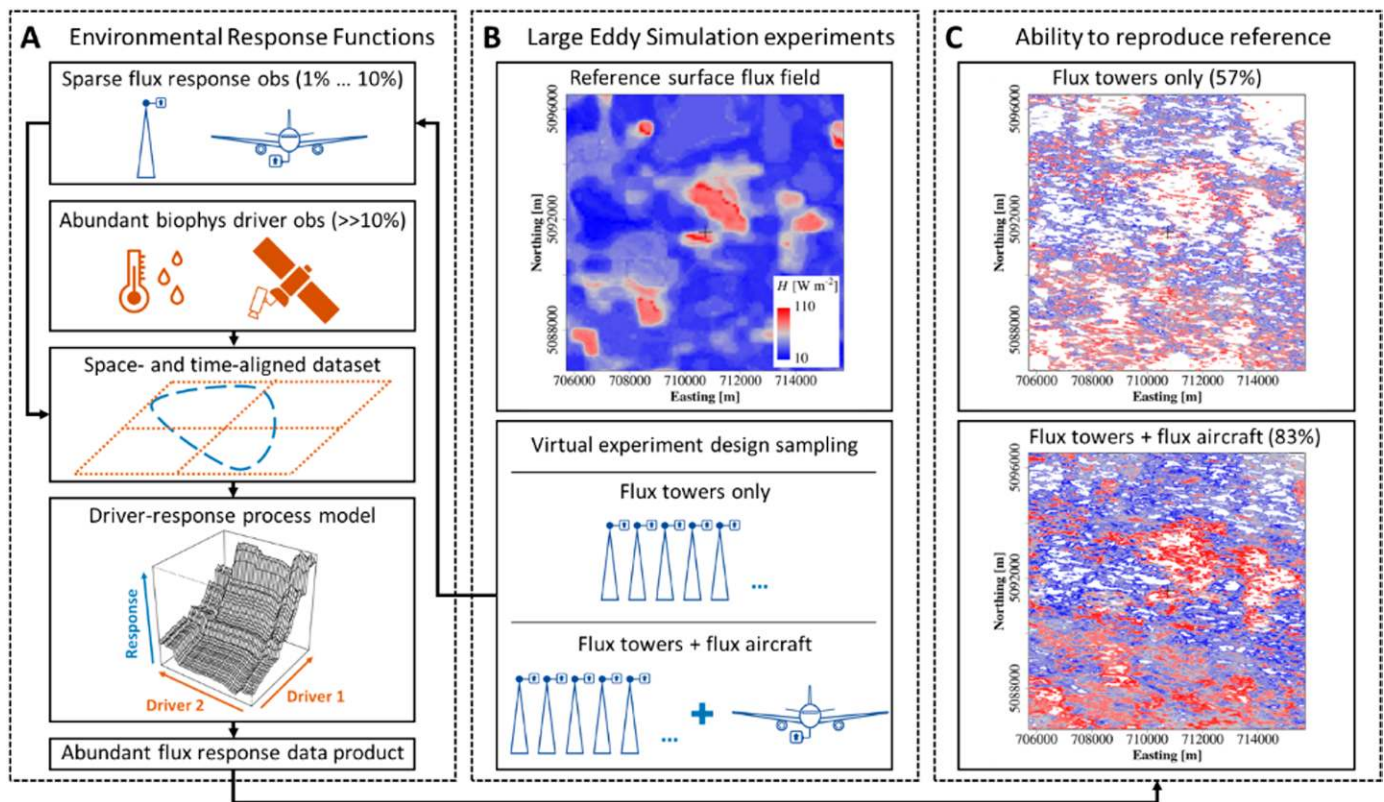 A Environmental Response Functions
Sparse flux response obs (1% ... 10%)
Abundant biophys driver obs (>>10%)
Space- and time-aligned dataset
Driver-response process model
Response
Driver 2
Driver 1
Abundant flux response data product
B Large Eddy Simulation experiments
Reference surface flux field
Northing [m]
5096000
5092000
5088000
H [W m⁻²]
110
10
706000 708000 710000 712000 714000
Easting [m]
Virtual experiment design sampling
Flux towers only
...
Flux towers + flux aircraft
...
C Ability to reproduce reference
Flux towers only (57%)
Northing [m]
5096000
5092000
5088000
706000 708000 710000 712000 714000
Easting [m]
Flux towers + flux aircraft (83%)
Northing [m]
5096000
5092000
5088000
706000 708000 710000 712000 714000
Easting [m]